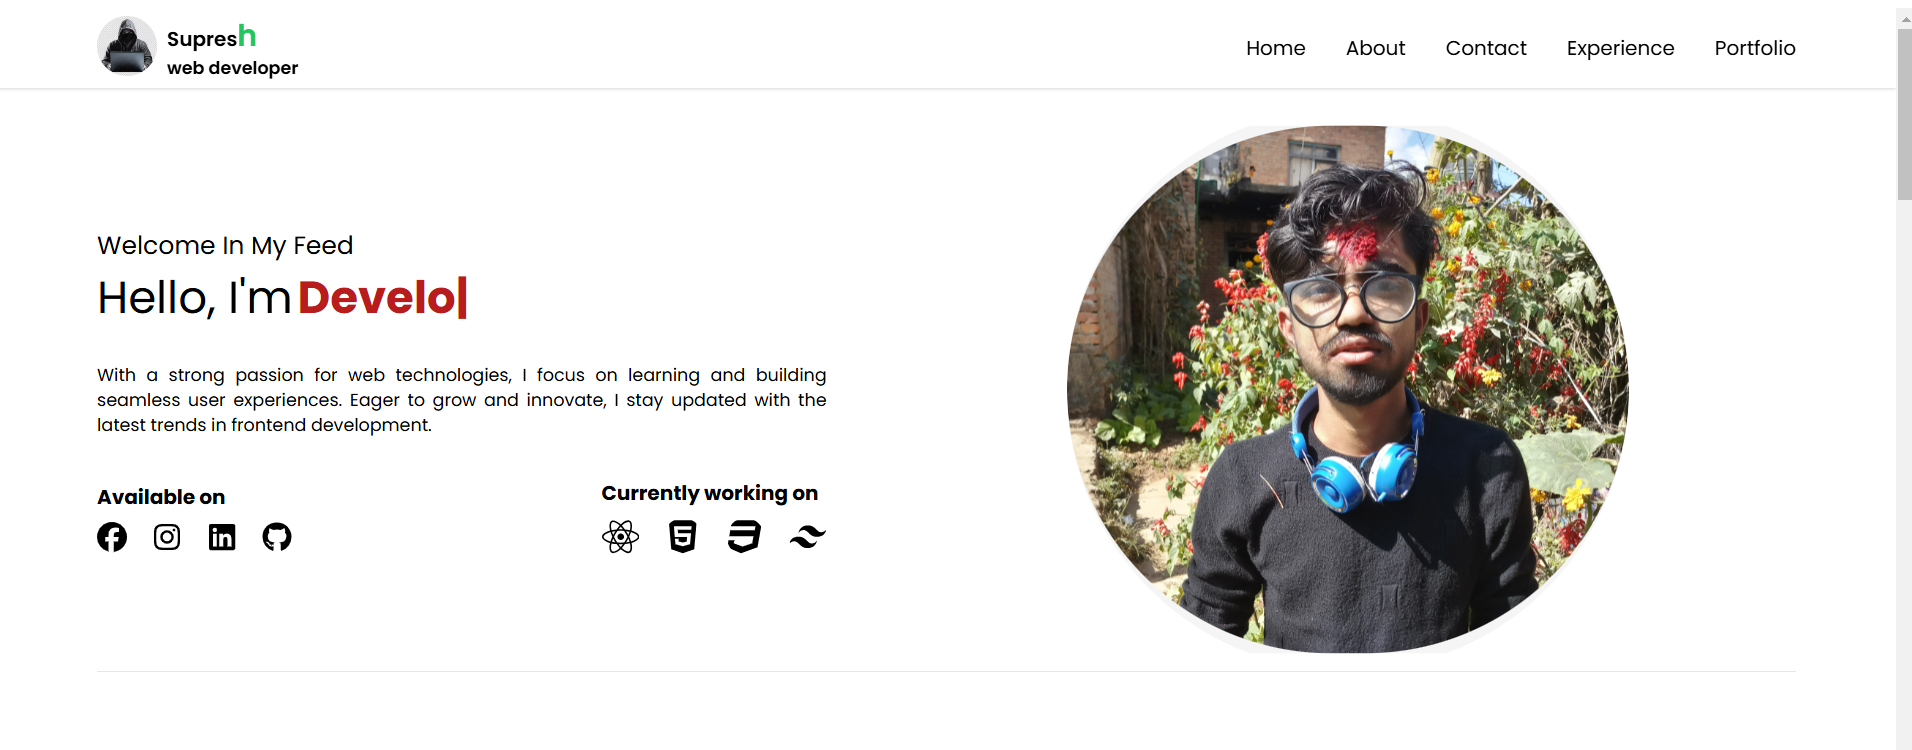 Supresh
web developer
Home About Contact Experience Portfolio
Welcome In My Feed
Hello, I'm Develo|
With a strong passion for web technologies, I focus on learning and building
seamless user experiences. Eager to grow and innovate, I stay updated with the
latest trends in frontend development.
Available on
Currently working on